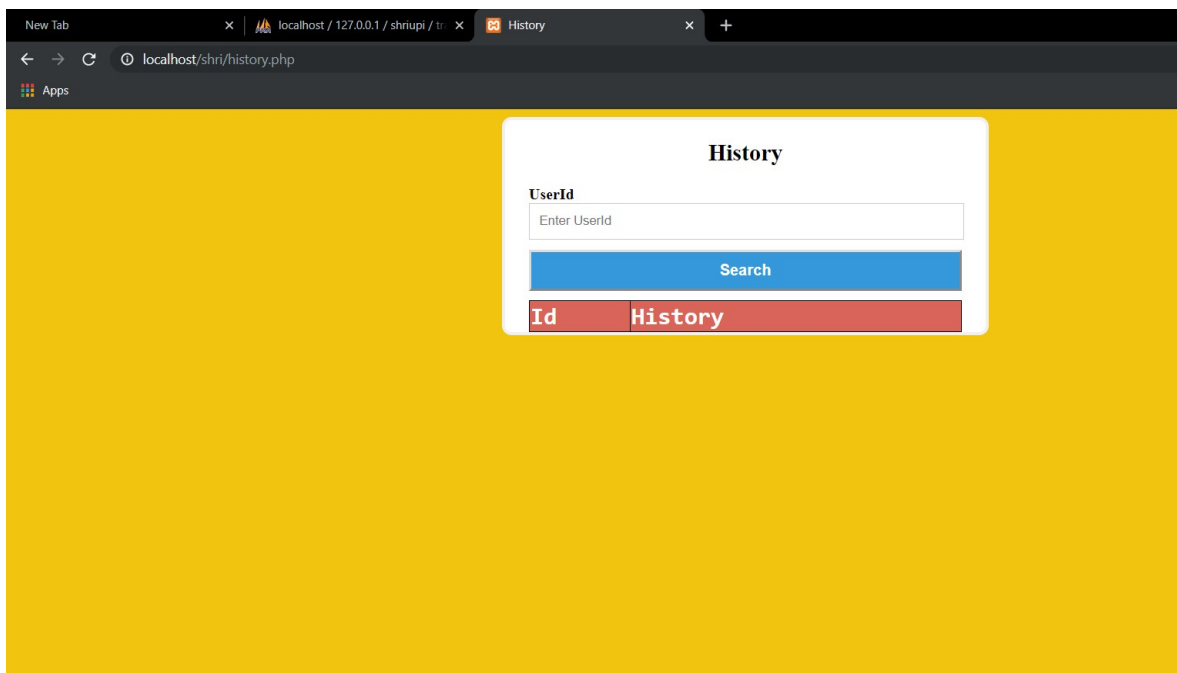 New Tab
localhost / 127.0.0.1 / shriupi / tr
History
localhost/shri/history.php
Apps
History
UserId
Enter UserId
Search
Id History